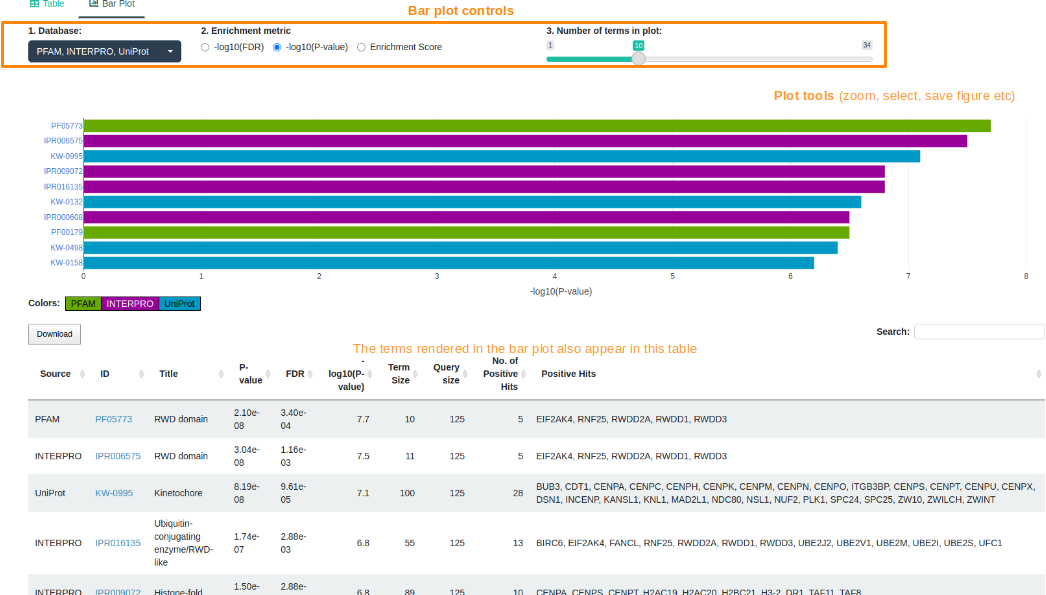 Table Bar Plot
Bar plot controls
1. Database: 2. Enrichment metric 3. Number of terms in plot:
PFAM, INTERPRO, UniProt -log10(FDR) -log10(P-value) Enrichment Score 1 10 34
Plot tools (zoom, select, save figure etc)
PF05773
IPR006575
KW-0995
IPR009072
IPR016135
KW-0132
IPR000608
PF00179
KW-0498
KW-0158
0 1 2 3 4 5 6 7 8
-log10(P-value)
Colors: PFAM INTERPRO UniProt
Download Search:
The terms rendered in the bar plot also appear in this table
Source ID Title P-value FDR -log10(P-value) Term Size Query size No. of Positive Hits Positive Hits
PFAM PF05773 RWD domain 2.10e-08 3.40e-04 7.7 10 125 5 EIF2AK4, RNF25, RWDD2A, RWDD1, RWDD3
INTERPRO IPR006575 RWD domain 3.04e-08 1.16e-03 7.5 11 125 5 EIF2AK4, RNF25, RWDD2A, RWDD1, RWDD3
UniProt KW-0995 Kinetochore 8.19e-08 9.61e-05 7.1 100 125 28 BUB3, CDT1, CENPA, CENPC, CENPH, CENPK, CENPM, CENPN, CENPO, ITGB3BP, CENPS, CENPT, CENPU, CENPX,
DSN1, INCENP, KANSL1, KNL1, MAD2L1, NDC80, NSL1, NUF2, PLK1, SPC24, SPC25, ZW10, ZWILCH, ZWINT
INTERPRO IPR016135 Ubiquitin-conjugating enzyme/RWD-like 1.74e-07 2.88e-03 6.8 55 125 13 BIRC6, EIF2AK4, FANCL, RNF25, RWDD2A, RWDD1, RWDD3, UBE2J2, UBE2V1, UBE2M, UBE2I, UBE2S, UFC1
INTERPRO IPR009072 Histone-fold 1.50e- 2.88e- 6.8 89 125 10 CENPA, CENPS, CENPT, H2AC19, H2AC20, H2BC21, H3-2, DR1, TAF11, TAF8